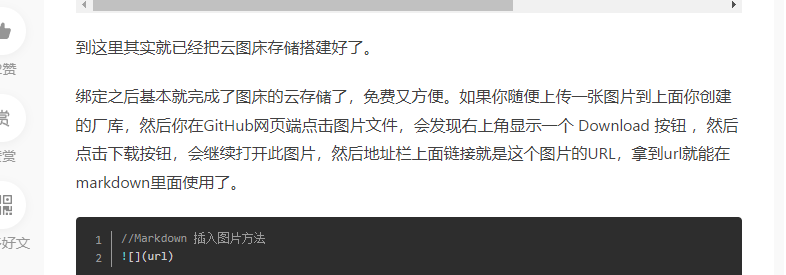 到这里其实就已经把云图床存储搭建好了。
绑定之后基本就完成了图床的云存储了，免费又方便。如果你随便上传一张图片到上面你创建
的厂库，然后你在GitHub网页端点击图片文件，会发现右上角显示一个 Download 按钮 ，然后
点击下载按钮，会继续打开此图片，然后地址栏上面链接就是这个图片的URL，拿到url就能在
markdown里面使用了。
赞
赏
赞赏
好文
1 //Markdown 插入图片方法
2 ![](url)